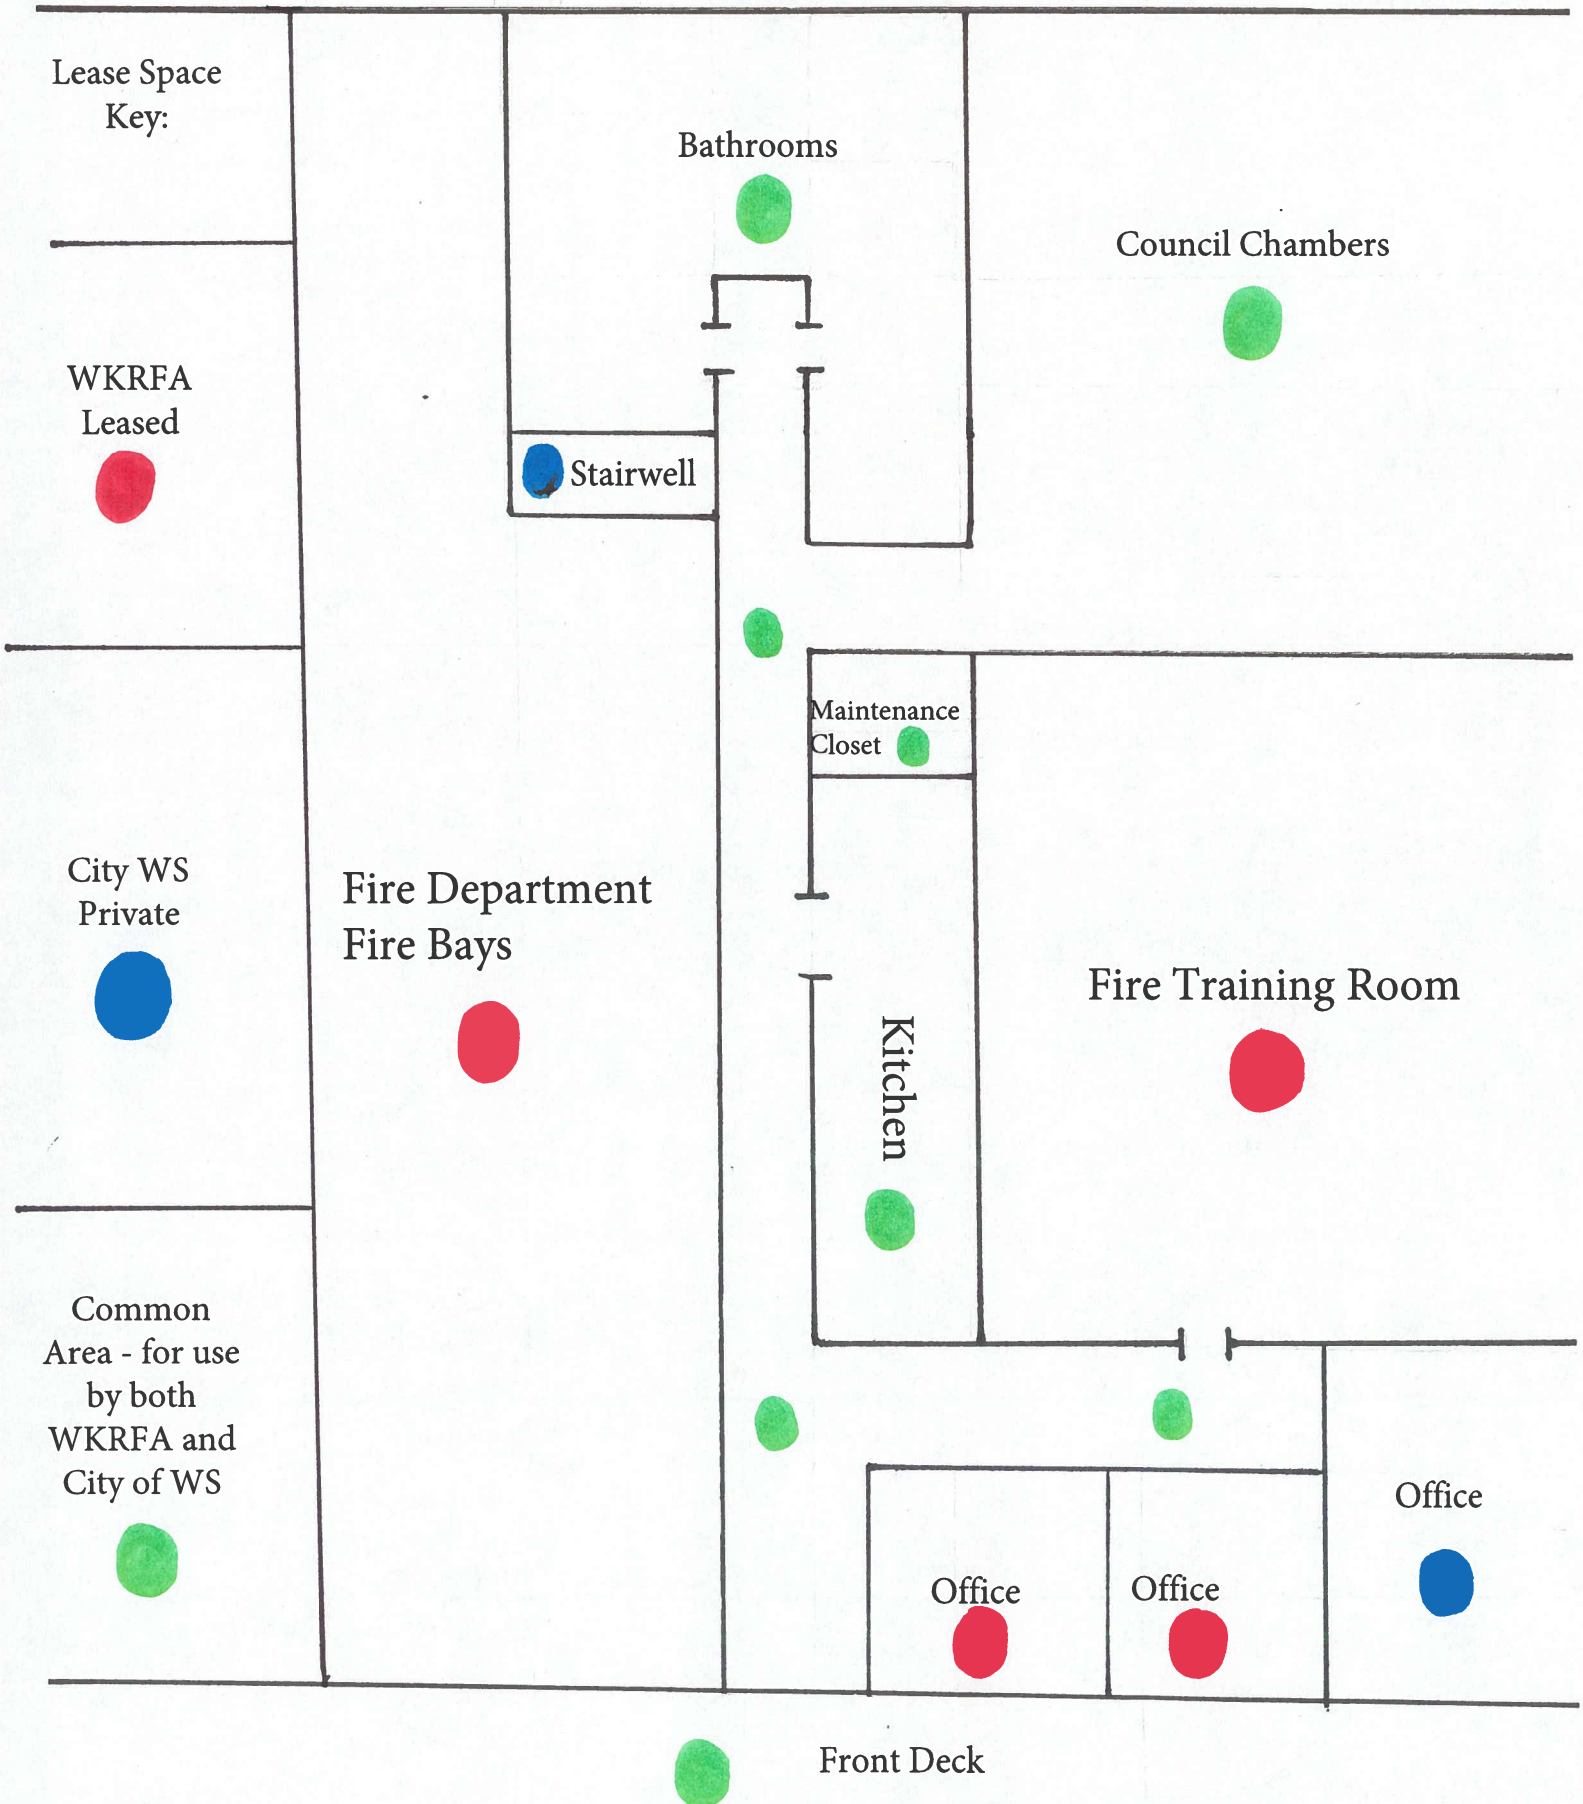 Lease Space
Key:
WKRFA
Leased
City WS
Private
Common
Area - for use
by both
WKRFA and
City of WS
Bathrooms
Council Chambers
Stairwell
Maintenance
Closet
Fire Department
Fire Bays
Kitchen
Fire Training Room
Office
Office
Office
Front Deck